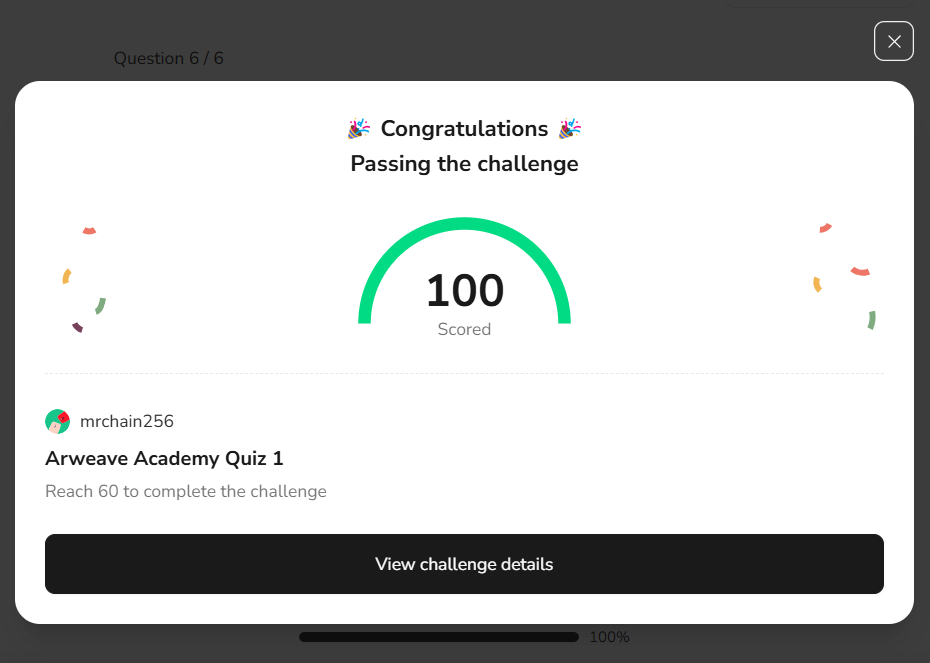 Question 6 / 6
🎉 Congratulations 🎉
Passing the challenge
100
Scored
mrchain256
Arweave Academy Quiz 1
Reach 60 to complete the challenge
View challenge details
100%